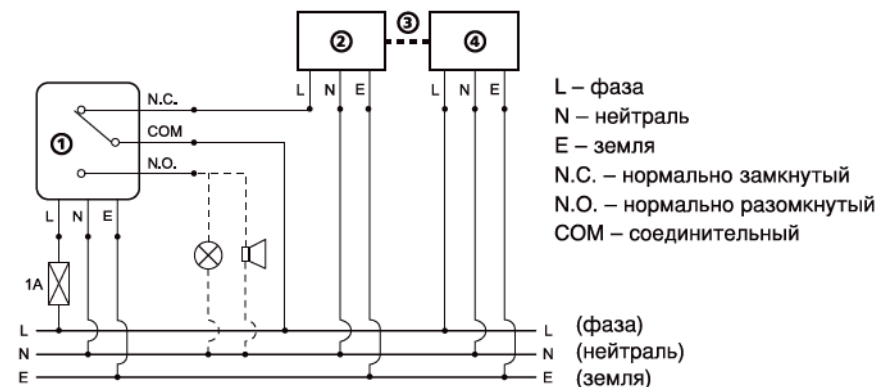 ③
② ④
L N E L N E
N.C.
COM
①
N.O.
L N E
1A
L L (фаза)
N N (нейтраль)
E E (земля)
L – фаза
N – нейтраль
E – земля
N.C. – нормально замкнутый
N.O. – нормально разомкнутый
COM – соединительный